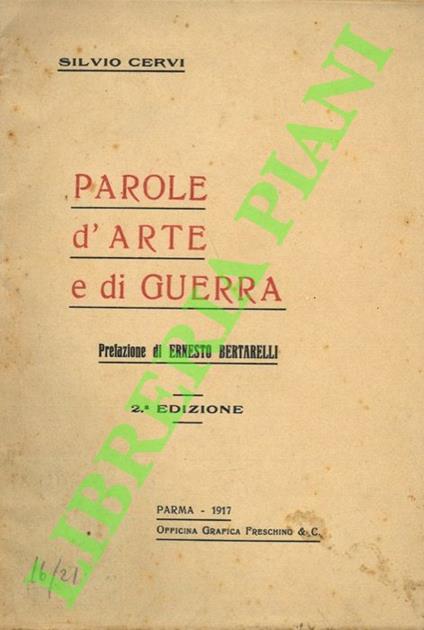 SILVIO CERVI
PAROLE
d'ARTE
e di GUERRA
Prefazione di ERNESTO BERTARELLI
2.ª EDIZIONE
PARMA - 1917
OFFICINA GRAFICA FRESCHINO & C.
16/21
LIBRERIA PIANI